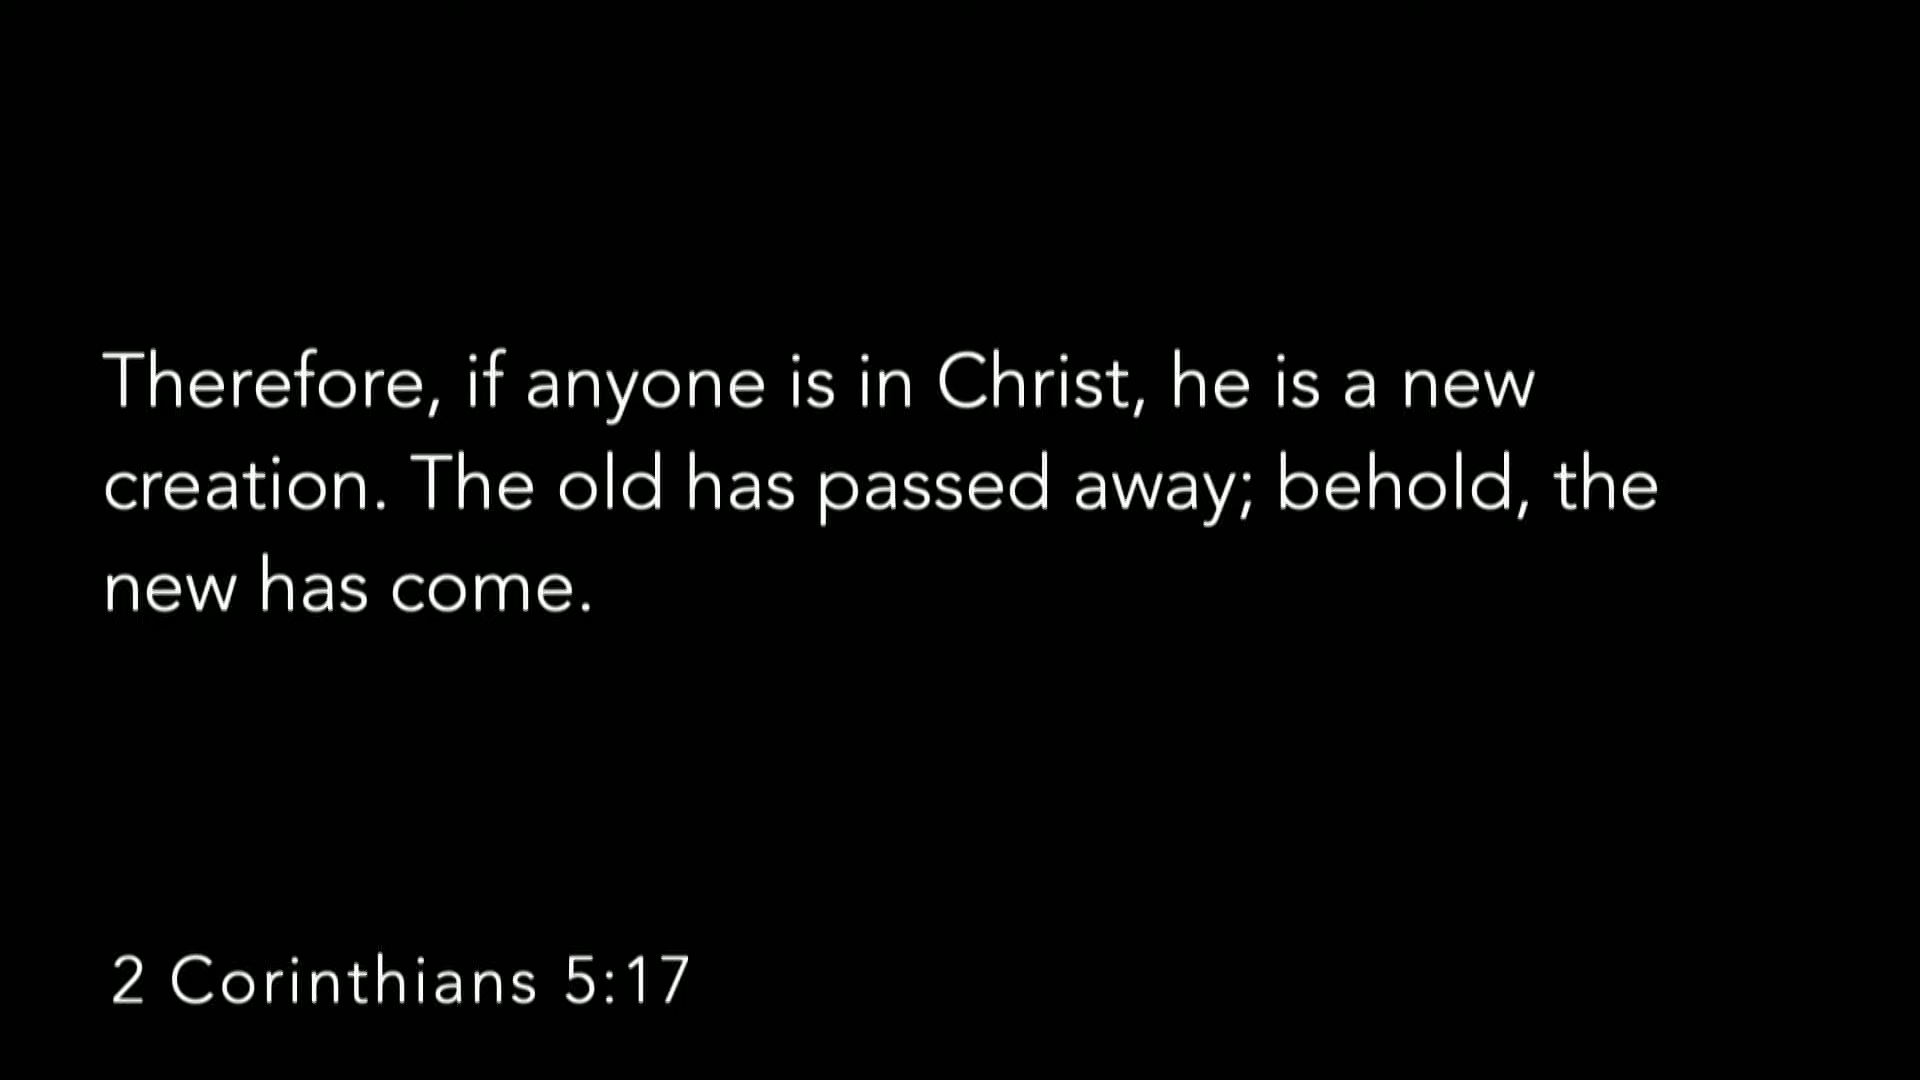 Therefore, if anyone is in Christ, he is a new
creation. The old has passed away; behold, the
new has come.
2 Corinthians 5:17